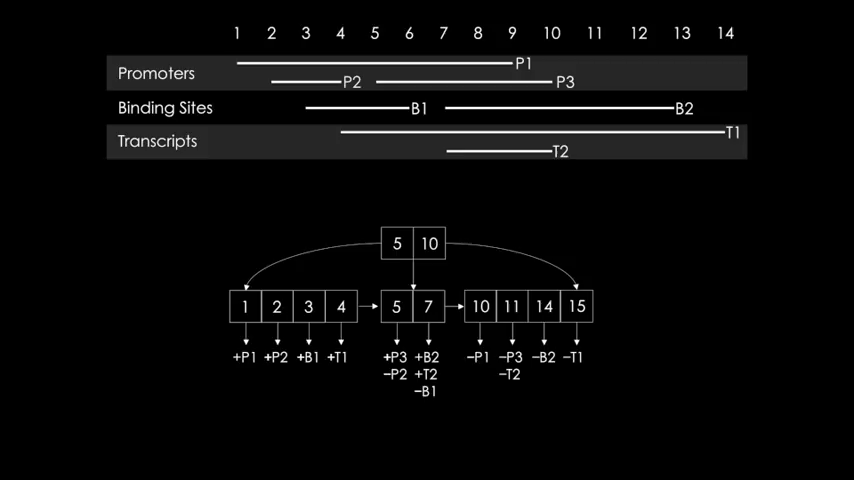 1 2 3 4 5 6 7 8 9 10 11 12 13 14
Promoters
P1
P2 P3
Binding Sites B1 B2
Transcripts
T1
T2
5 10
1 2 3 4 5 7 10 11 14 15
+P1 +P2 +B1 +T1 +P3 +B2 −P1 −P3 −B2 −T1
−P2 +T2 −T2
−B1